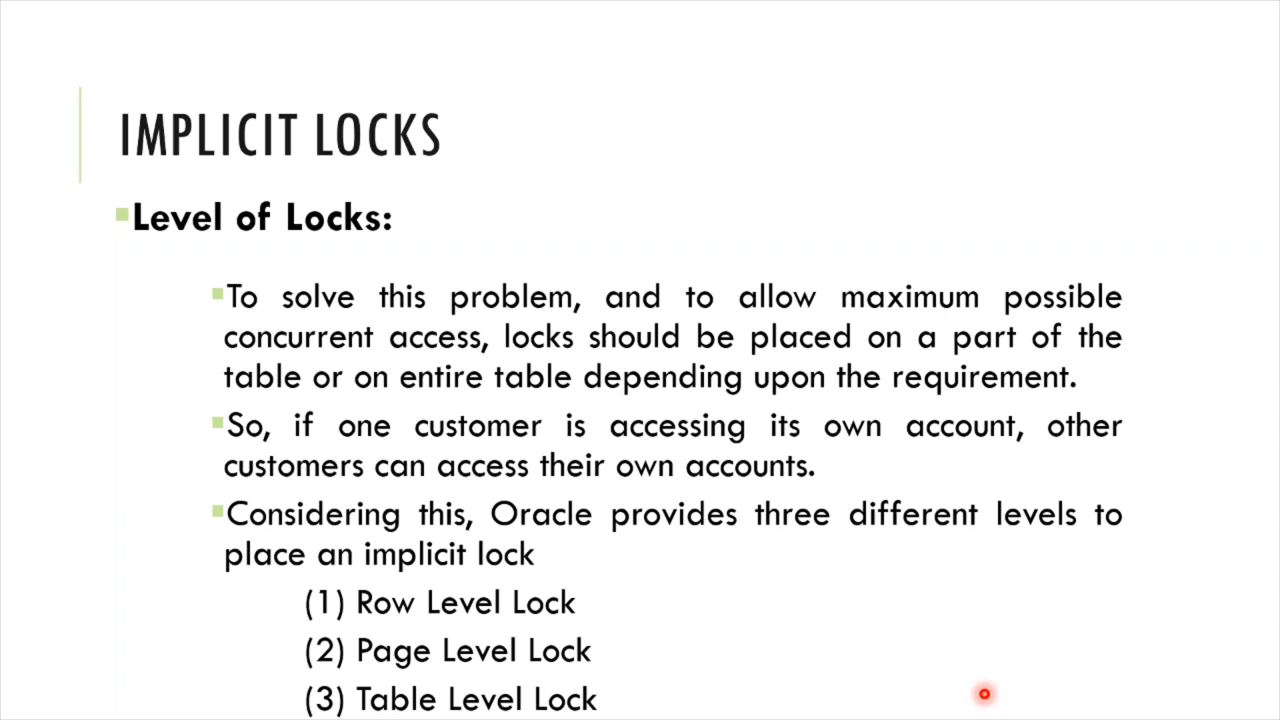 IMPLICIT LOCKS
Level of Locks:
To solve this problem, and to allow maximum possible
concurrent access, locks should be placed on a part of the
table or on entire table depending upon the requirement.
So, if one customer is accessing its own account, other
customers can access their own accounts.
Considering this, Oracle provides three different levels to
place an implicit lock
(1) Row Level Lock
(2) Page Level Lock
(3) Table Level Lock